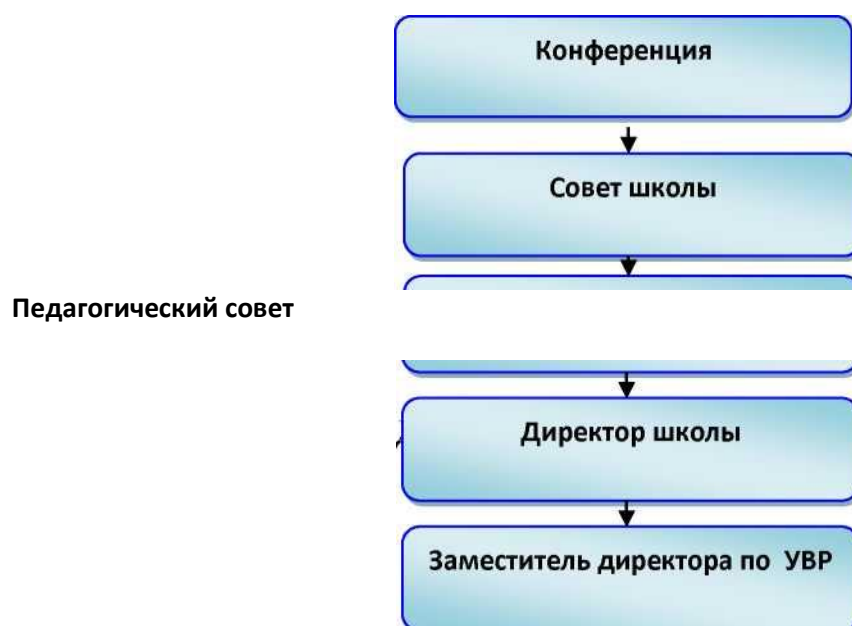 Конференция
Совет школы
Педагогический совет
Директор школы
Заместитель директора по УВР